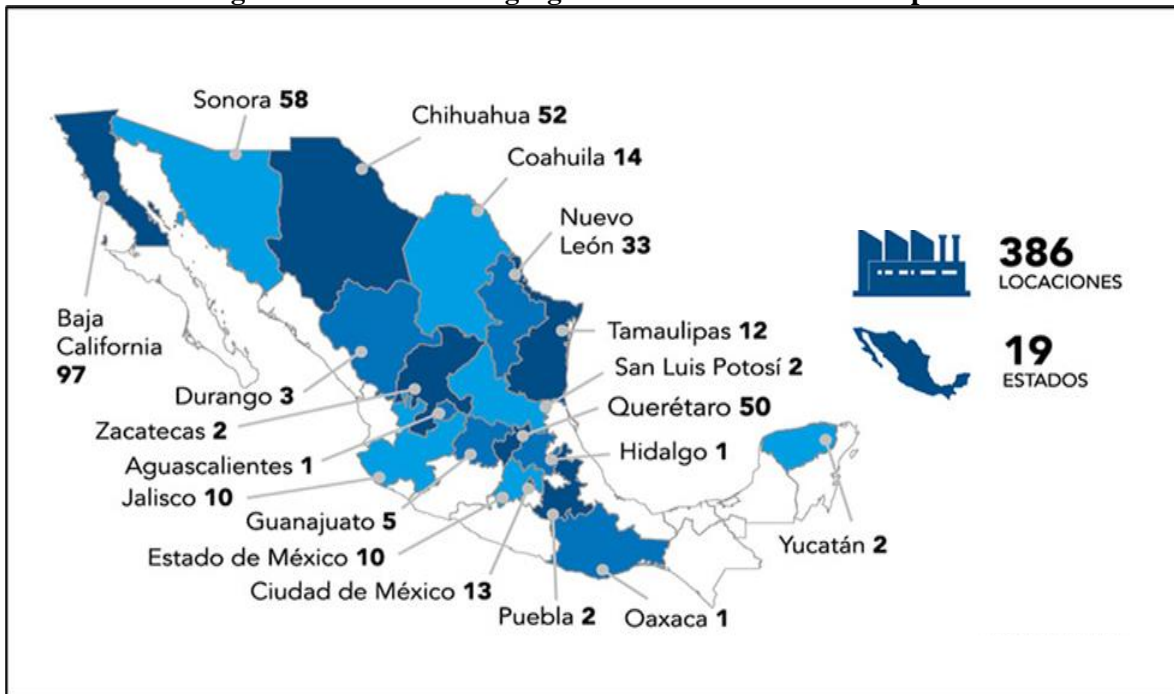 Sonora 58
Chihuahua 52
Coahuila 14
Nuevo
León 33
386
LOCACIONES
Baja
California
97
Tamaulipas 12
San Luis Potosí 2
19
ESTADOS
Durango 3
Querétaro 50
Zacatecas 2
Hidalgo 1
Aguascalientes 1
Jalisco 10
Guanajuato 5
Estado de México 10
Yucatán 2
Ciudad de México 13
Puebla 2
Oaxaca 1